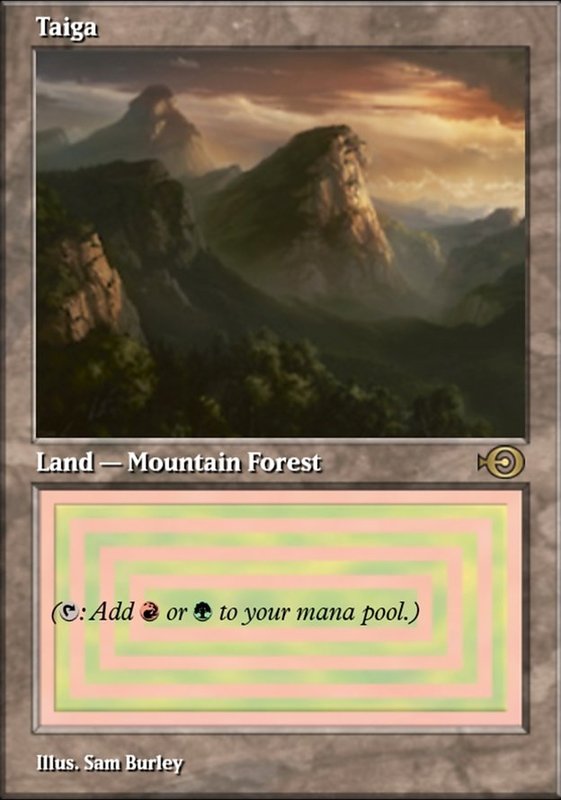 Taiga
Land — Mountain Forest
(: Add or to your mana pool.)
Illus. Sam Burley